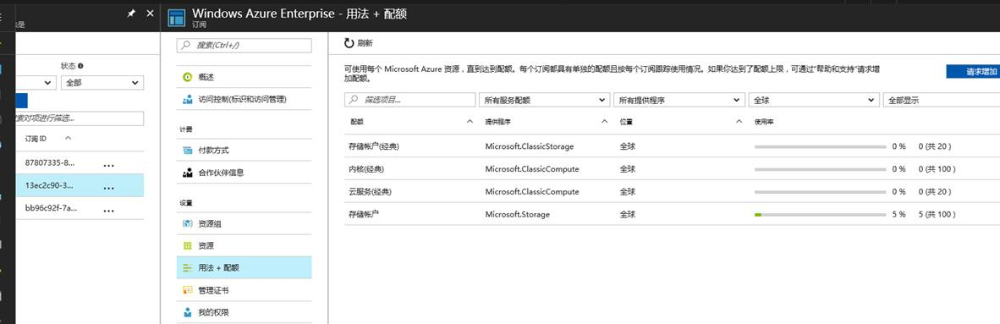 Windows Azure Enterprise - 用法 + 配额
订阅
状态
全部
对项进行筛选...
订阅 ID
87807335-8...
13ec2c90-3...
bb96c92f-7a...
搜索(Ctrl+/)
概述
访问控制(标识和访问管理)
计费
付款方式
合作伙伴信息
设置
资源组
资源
用法 + 配额
管理证书
我的权限
刷新
可使用每个 Microsoft Azure 资源，直到达到配额。每个订阅都具有单独的配额且按每个订阅跟踪使用情况。如果你达到了配额上限，可通过“帮助和支持”请求增
加配额。
请求增加
筛选项目... 所有服务配额 所有提供程序 全球 全部显示
配额 提供程序 位置 使用率
存储帐户(经典) Microsoft.ClassicStorage 全球 0 % 0 (共 20 )
内核(经典) Microsoft.ClassicCompute 全球 0 % 0 (共 100 )
云服务(经典) Microsoft.ClassicCompute 全球 0 % 0 (共 20 )
存储帐户 Microsoft.Storage 全球 5 % 5 (共 100 )